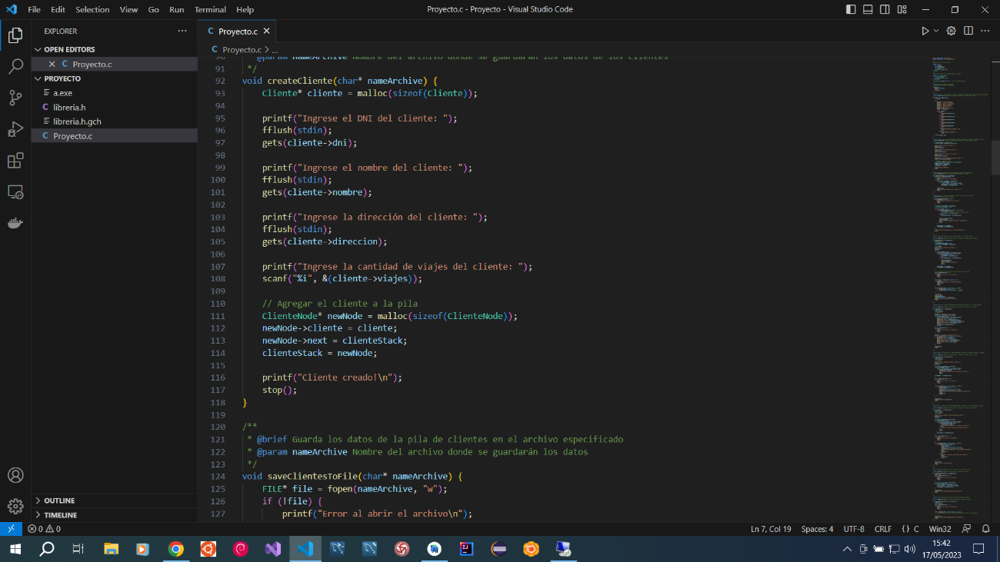 File Edit Selection View Go Run Terminal Help
Proyecto.c - Proyecto - Visual Studio Code
EXPLORER
OPEN EDITORS
Proyecto.c
PROYECTO
a.exe
libreria.h
libreria.h.gch
Proyecto.c
OUTLINE
TIMELINE
Proyecto.c
Proyecto.c > ...
90 * @param nameArchive Nombre del archivo donde se guardarán los datos de los clientes
91 */
92 void createCliente(char* nameArchive) {
93 Cliente* cliente = malloc(sizeof(Cliente));
94
95 printf("Ingrese el DNI del cliente: ");
96 fflush(stdin);
97 gets(cliente->dni);
98
99 printf("Ingrese el nombre del cliente: ");
100 fflush(stdin);
101 gets(cliente->nombre);
102
103 printf("Ingrese la dirección del cliente: ");
104 fflush(stdin);
105 gets(cliente->direccion);
106
107 printf("Ingrese la cantidad de viajes del cliente: ");
108 scanf("%i", &(cliente->viajes));
109
110 // Agregar el cliente a la pila
111 ClienteNode* newNode = malloc(sizeof(ClienteNode));
112 newNode->cliente = cliente;
113 newNode->next = clienteStack;
114 clienteStack = newNode;
115
116 printf("Cliente creado!\n");
117 stop();
118 }
119
120 /**
121 * @brief Guarda los datos de la pila de clientes en el archivo especificado
122 * @param nameArchive Nombre del archivo donde se guardarán los datos
123 */
124 void saveClientesToFile(char* nameArchive) {
125 FILE* file = fopen(nameArchive, "w");
126 if (!file) {
127 printf("Error al abrir el archivo\n");
0 0
Ln 7, Col 19 Spaces: 4 UTF-8 CRLF {} C Win32
15:42
17/05/2023